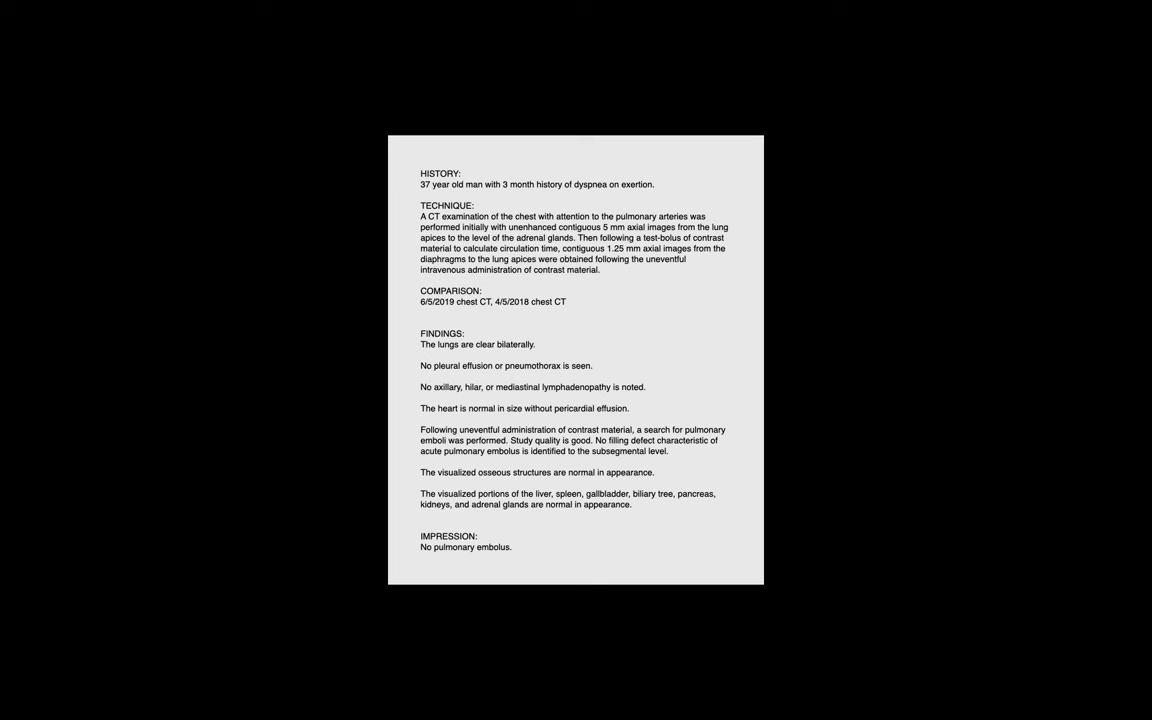 HISTORY:
37 year old man with 3 month history of dyspnea on exertion.
TECHNIQUE:
A CT examination of the chest with attention to the pulmonary arteries was
performed initially with unenhanced contiguous 5 mm axial images from the lung
apices to the level of the adrenal glands. Then following a test-bolus of contrast
material to calculate circulation time, contiguous 1.25 mm axial images from the
diaphragms to the lung apices were obtained following the uneventful
intravenous administration of contrast material.
COMPARISON:
6/5/2019 chest CT, 4/5/2018 chest CT
FINDINGS:
The lungs are clear bilaterally.
No pleural effusion or pneumothorax is seen.
No axillary, hilar, or mediastinal lymphadenopathy is noted.
The heart is normal in size without pericardial effusion.
Following uneventful administration of contrast material, a search for pulmonary
emboli was performed. Study quality is good. No filling defect characteristic of
acute pulmonary embolus is identified to the subsegmental level.
The visualized osseous structures are normal in appearance.
The visualized portions of the liver, spleen, gallbladder, biliary tree, pancreas,
kidneys, and adrenal glands are normal in appearance.
IMPRESSION:
No pulmonary embolus.